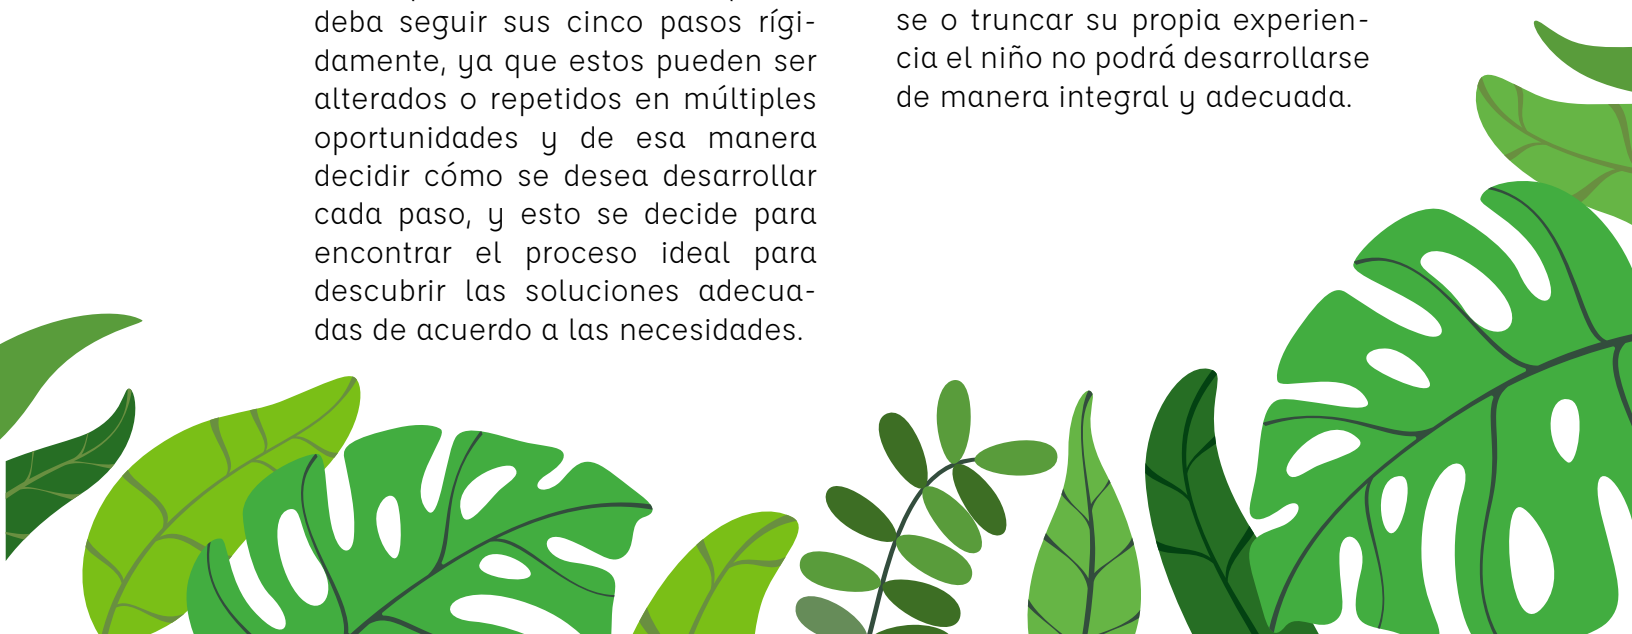 deba seguir sus cinco pasos rígi-
damente, ya que estos pueden ser
alterados o repetidos en múltiples
oportunidades y de esa manera
decidir cómo se desea desarrollar
cada paso, y esto se decide para
encontrar el proceso ideal para
descubrir las soluciones adecua-
das de acuerdo a las necesidades.
se o truncar su propia experien-
cia el niño no podrá desarrollarse
de manera integral y adecuada.